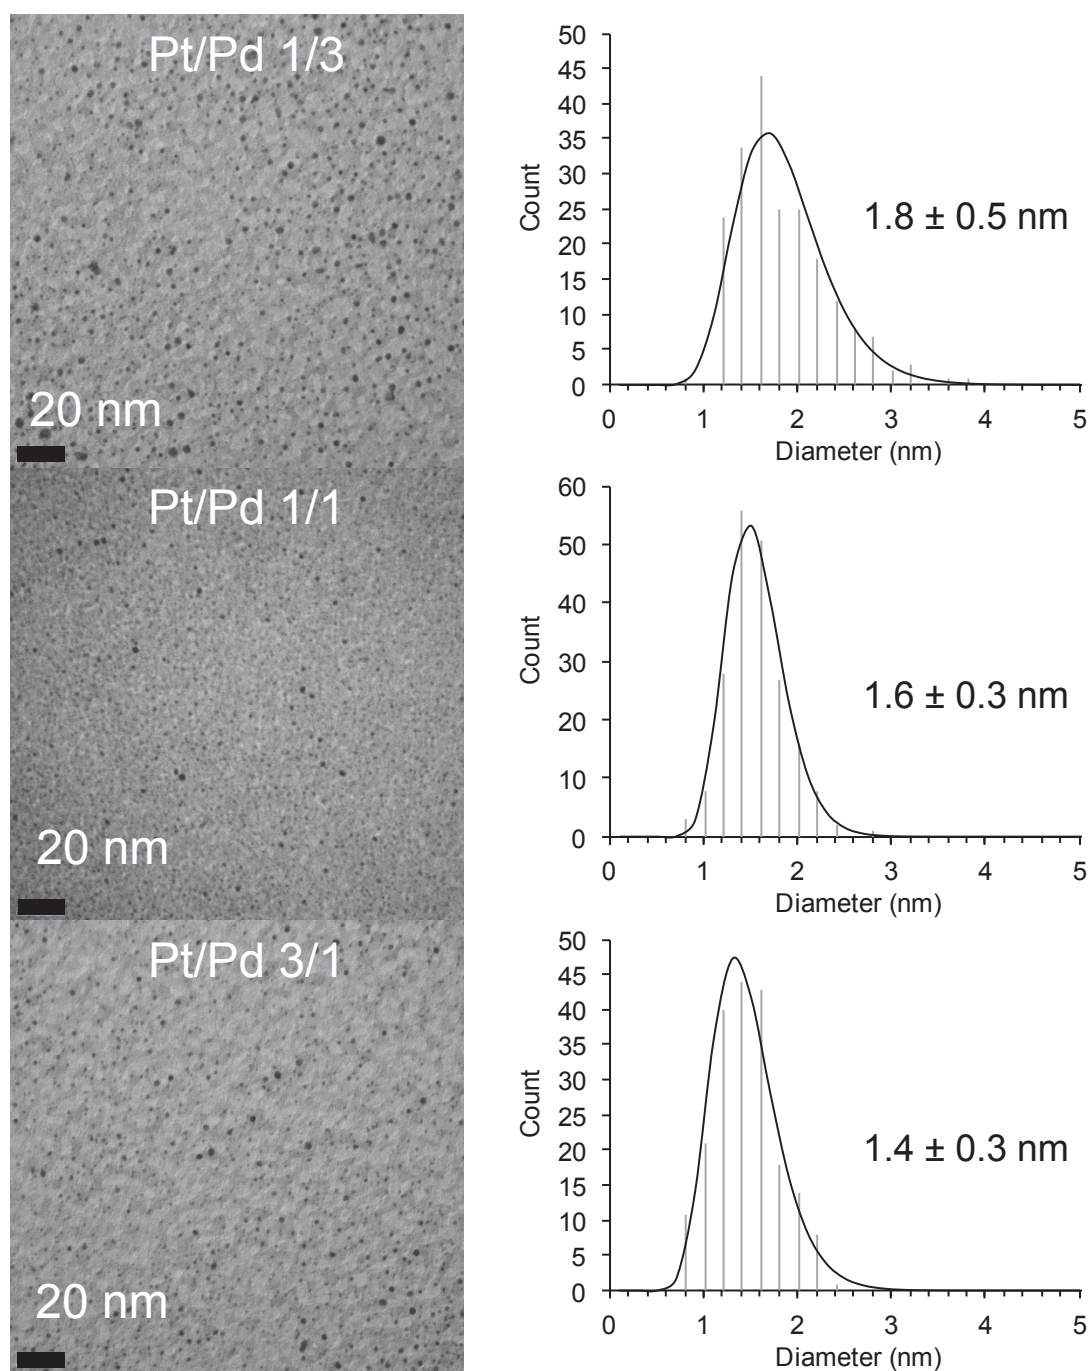 Pt/Pd 1/3
20 nm
50
45
40
35
30
25
20
15
10
5
0
Count
1.8 ± 0.5 nm
0 1 2 3 4 5
Diameter (nm)
Pt/Pd 1/1
20 nm
60
50
40
30
20
10
0
Count
1.6 ± 0.3 nm
0 1 2 3 4 5
Diameter (nm)
Pt/Pd 3/1
20 nm
50
45
40
35
30
25
20
15
10
5
0
Count
1.4 ± 0.3 nm
0 1 2 3 4 5
Diameter (nm)